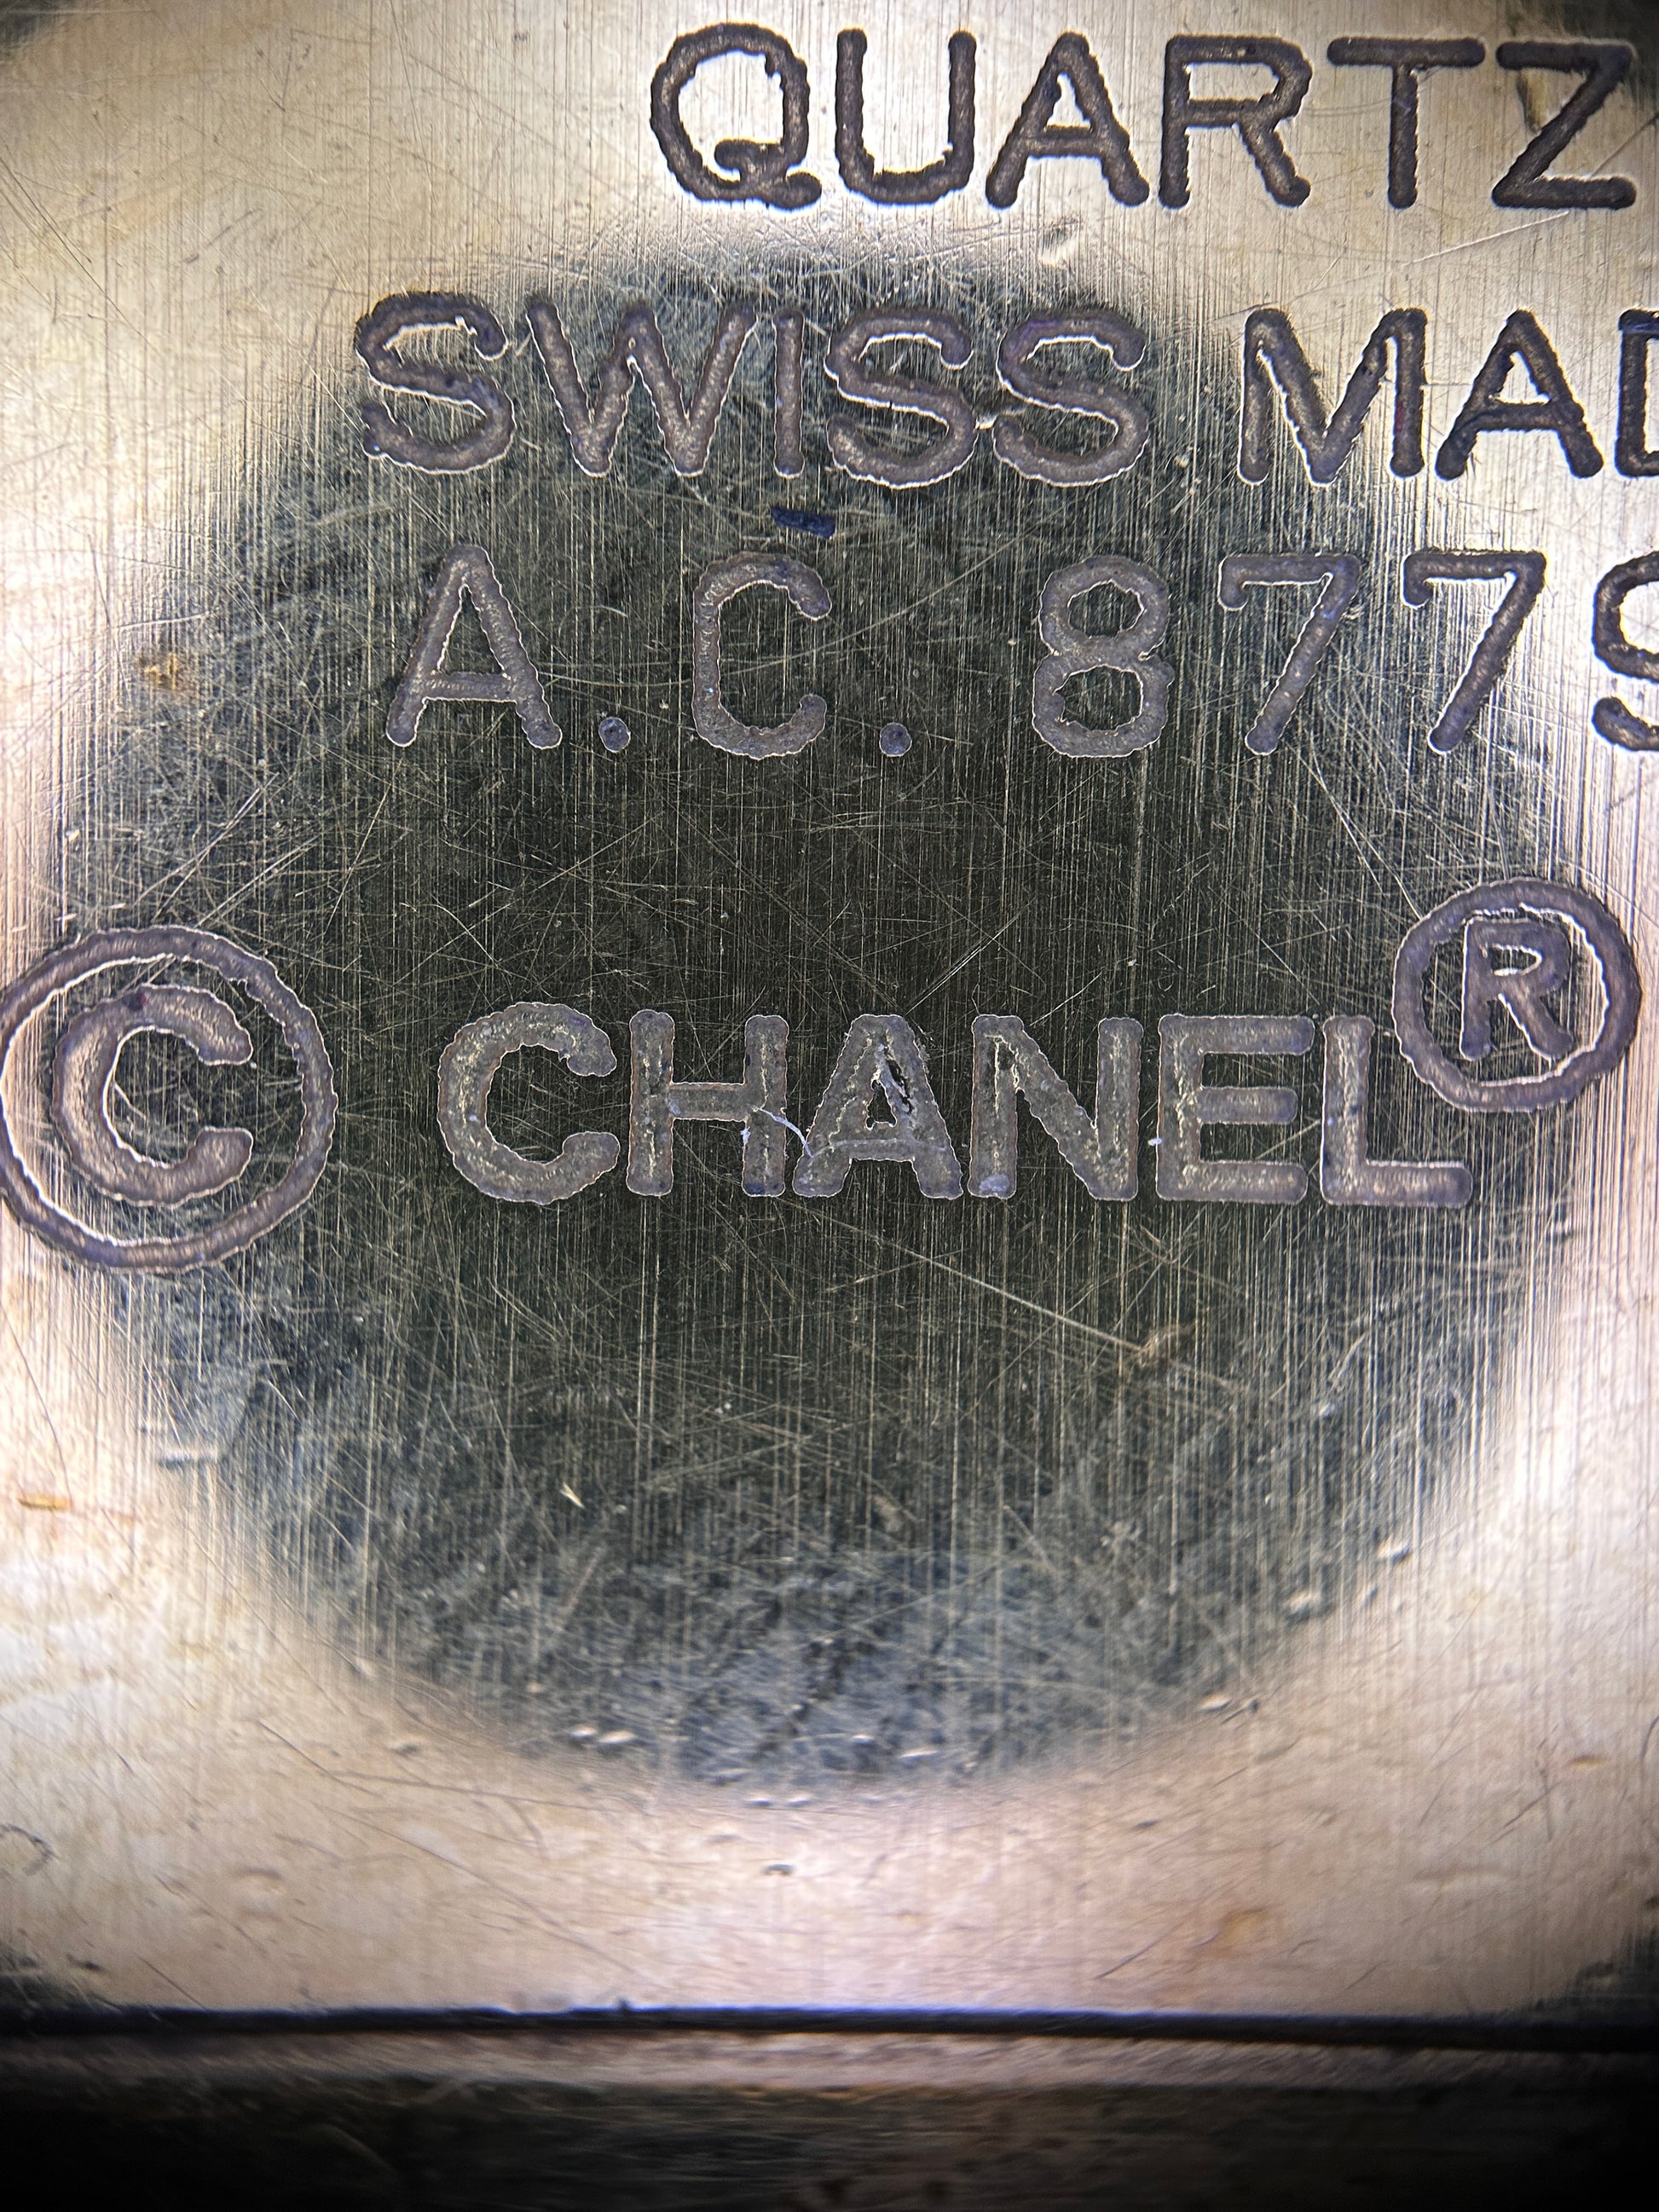 QUARTZ
SWISS MAD
A.C. 877
© CHANEL®